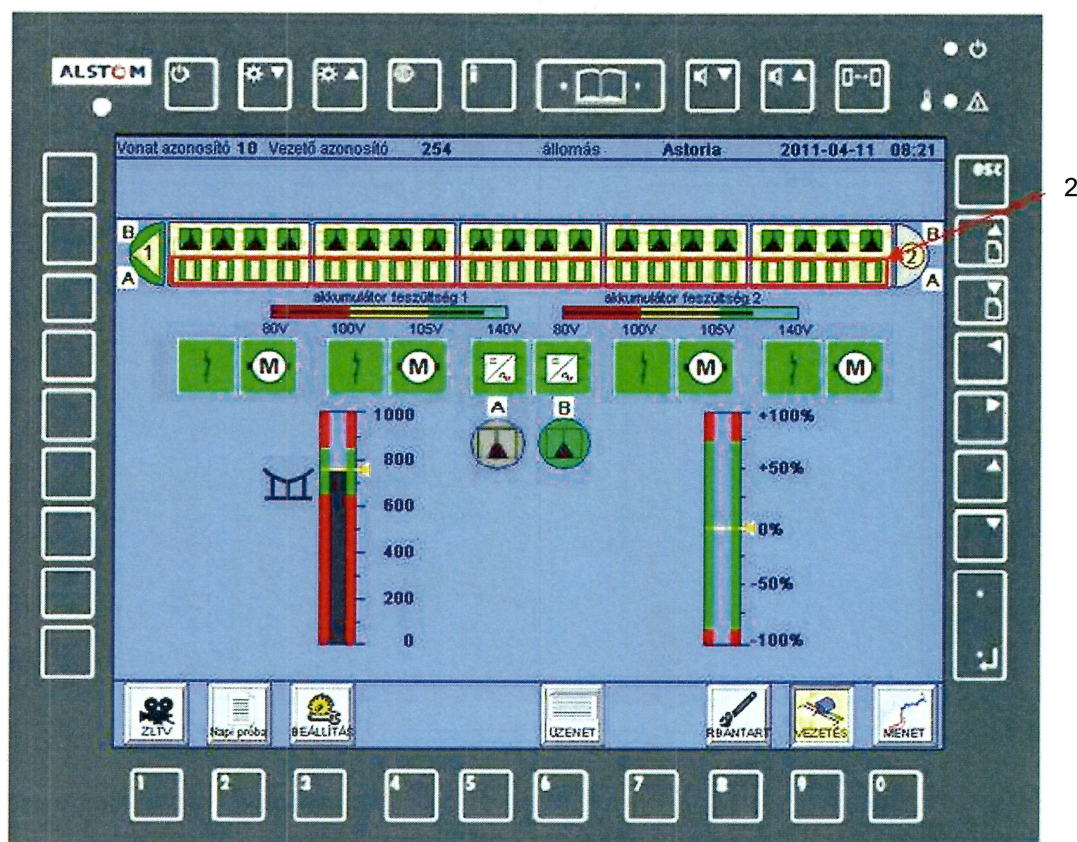 ALSTOM
i
Vonat azonosító 10 Vezető azonosító 254 állomás Astoria 2011-04-11 08:21
esc
2
B B
1 2
A A
akkumulátor feszültség 1 akkumulátor feszültség 2
80V 100V 105V 140V 80V 100V 105V 140V
M M M M
A B
1000 +100%
800 +50%
600
0%
400
-50%
200
0 -100%
ZLTV Napi próba BEÁLLÍTÁS ÜZENET RBANTART VEZETÉS MENET
1 2 3 4 5 6 7 8 9 0